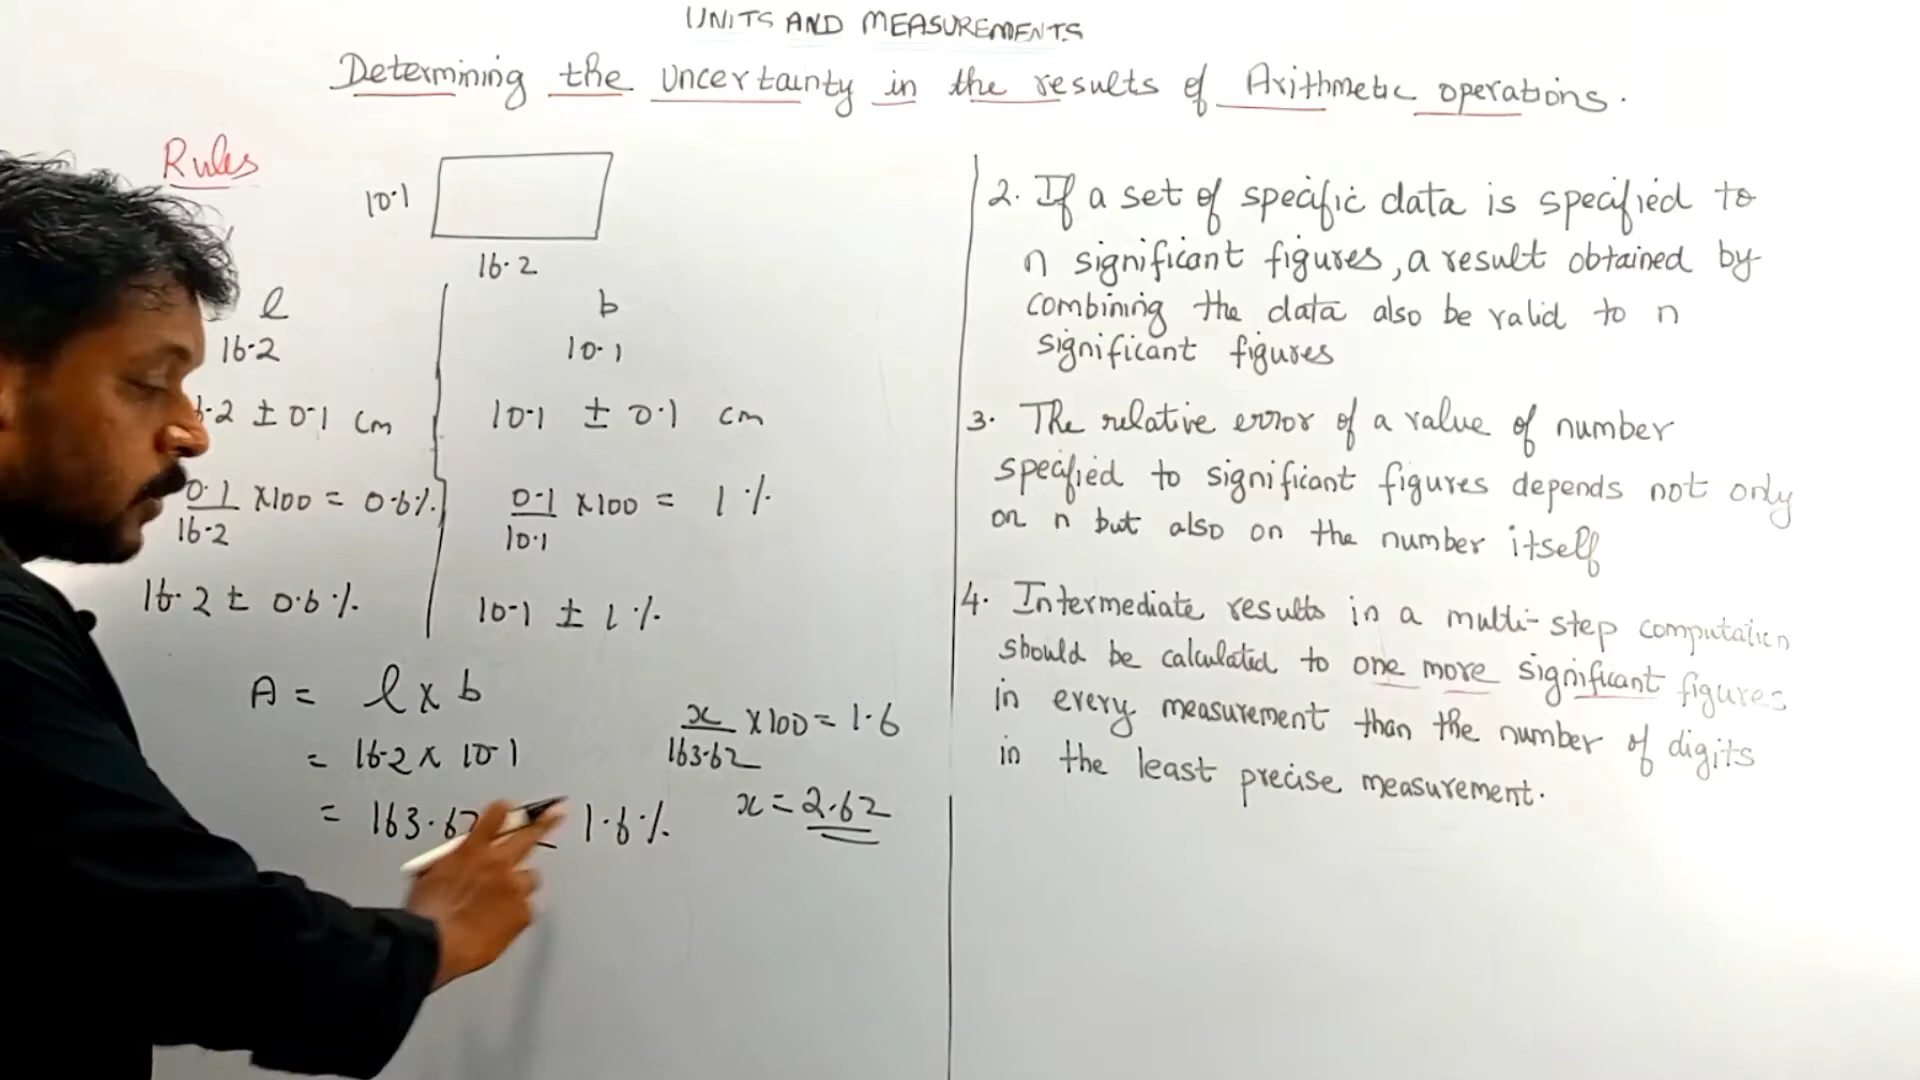 UNITS AND MEASUREMENTS
Determining the uncertainty in the results of Arithmetic operations.
Rules
10.1
16.2
l
16.2
.2 ± 0.1 cm
0.1/16.2 × 100 = 0.6%
16.2 ± 0.6%
b
10.1
10.1 ± 0.1 cm
0.1/10.1 × 100 = 1%
10.1 ± 1%
A = l × b
= 16.2 × 10.1
= 163.62 1.6%
x/163.62 × 100 = 1.6
x = 2.62
2. If a set of specific data is specified to
n significant figures, a result obtained by
combining the data also be valid to n
significant figures
3. The relative error of a value of number
specified to significant figures depends not only
on n but also on the number itself
4. Intermediate results in a multi-step computation
should be calculated to one more significant figures
in every measurement than the number of digits
in the least precise measurement.